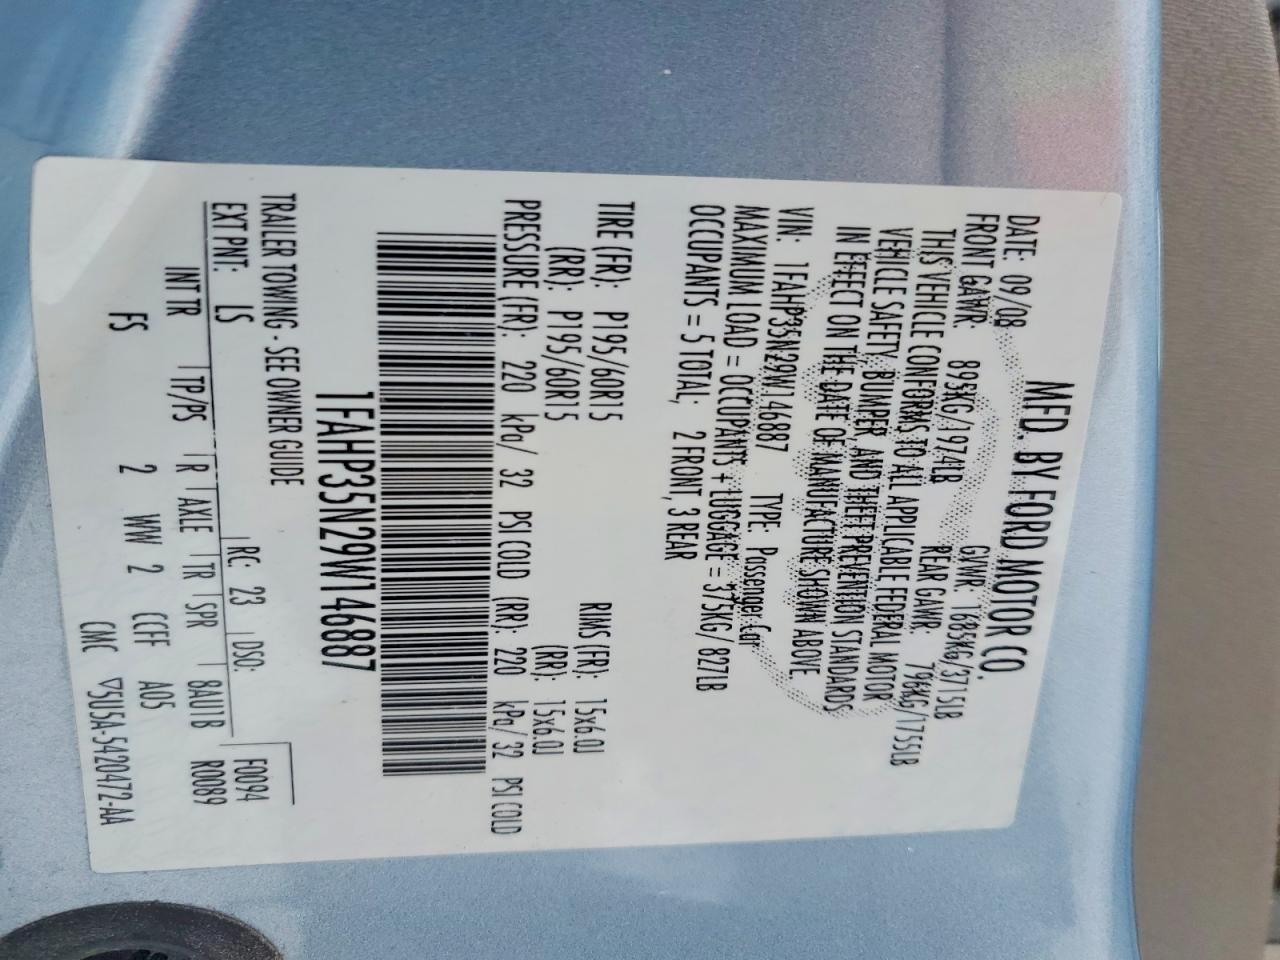 MFD. BY FORD MOTOR CO.
DATE: 09/08 GVWR: 1685KG/3715LB
FRONT GAWR: 895KG/1974LB REAR GAWR: 796KG/1755LB
THIS VEHICLE CONFORMS TO ALL APPLICABLE FEDERAL MOTOR
VEHICLE SAFETY, BUMPER, AND THEFT PREVENTION STANDARDS
IN EFFECT ON THE DATE OF MANUFACTURE SHOWN ABOVE
VIN: 1FAHP35N29W146887 TYPE: Passenger Car
MAXIMUM LOAD = OCCUPANTS + LUGGAGE = 375KG/ 827LB
OCCUPANTS = 5 TOTAL; 2 FRONT, 3 REAR
TIRE (FR): P195/60R15 RIMS (FR): 15x6.0J
(RR): P195/60R15 (RR): 15x6.0J
PRESSURE (FR): 220 kPa/ 32 PSI COLD (RR): 220 kPa/ 32 PSI COLD
1FAHP35N29W146887
TRAILER TOWING - SEE OWNER GUIDE
EXT PNT: LS RC: 23 DSO: F0094
INT TR TP/PS R AXLE TR SPR 8AU1B R0089
FS 2 WW 2 CCFF A05
CMC ▽5U5A-5420472-AA